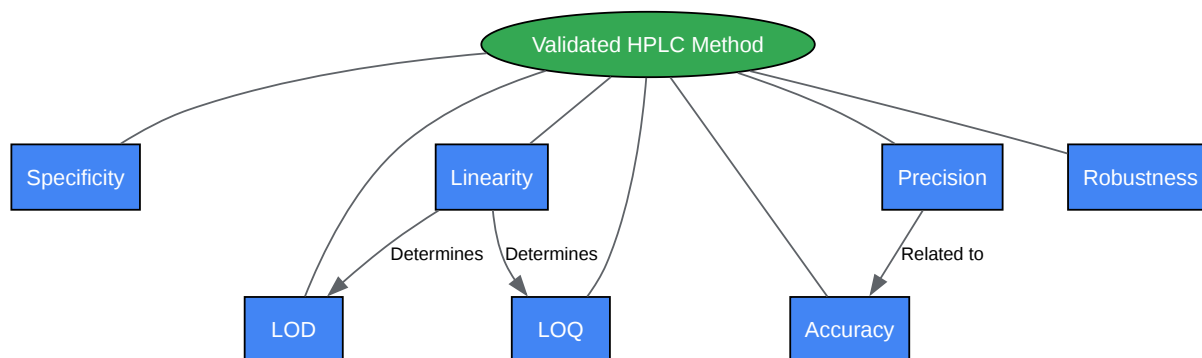 Validated HPLC Method
Specificity
Linearity
Precision
Robustness
Determines
Determines
Related to
LOD
LOQ
Accuracy